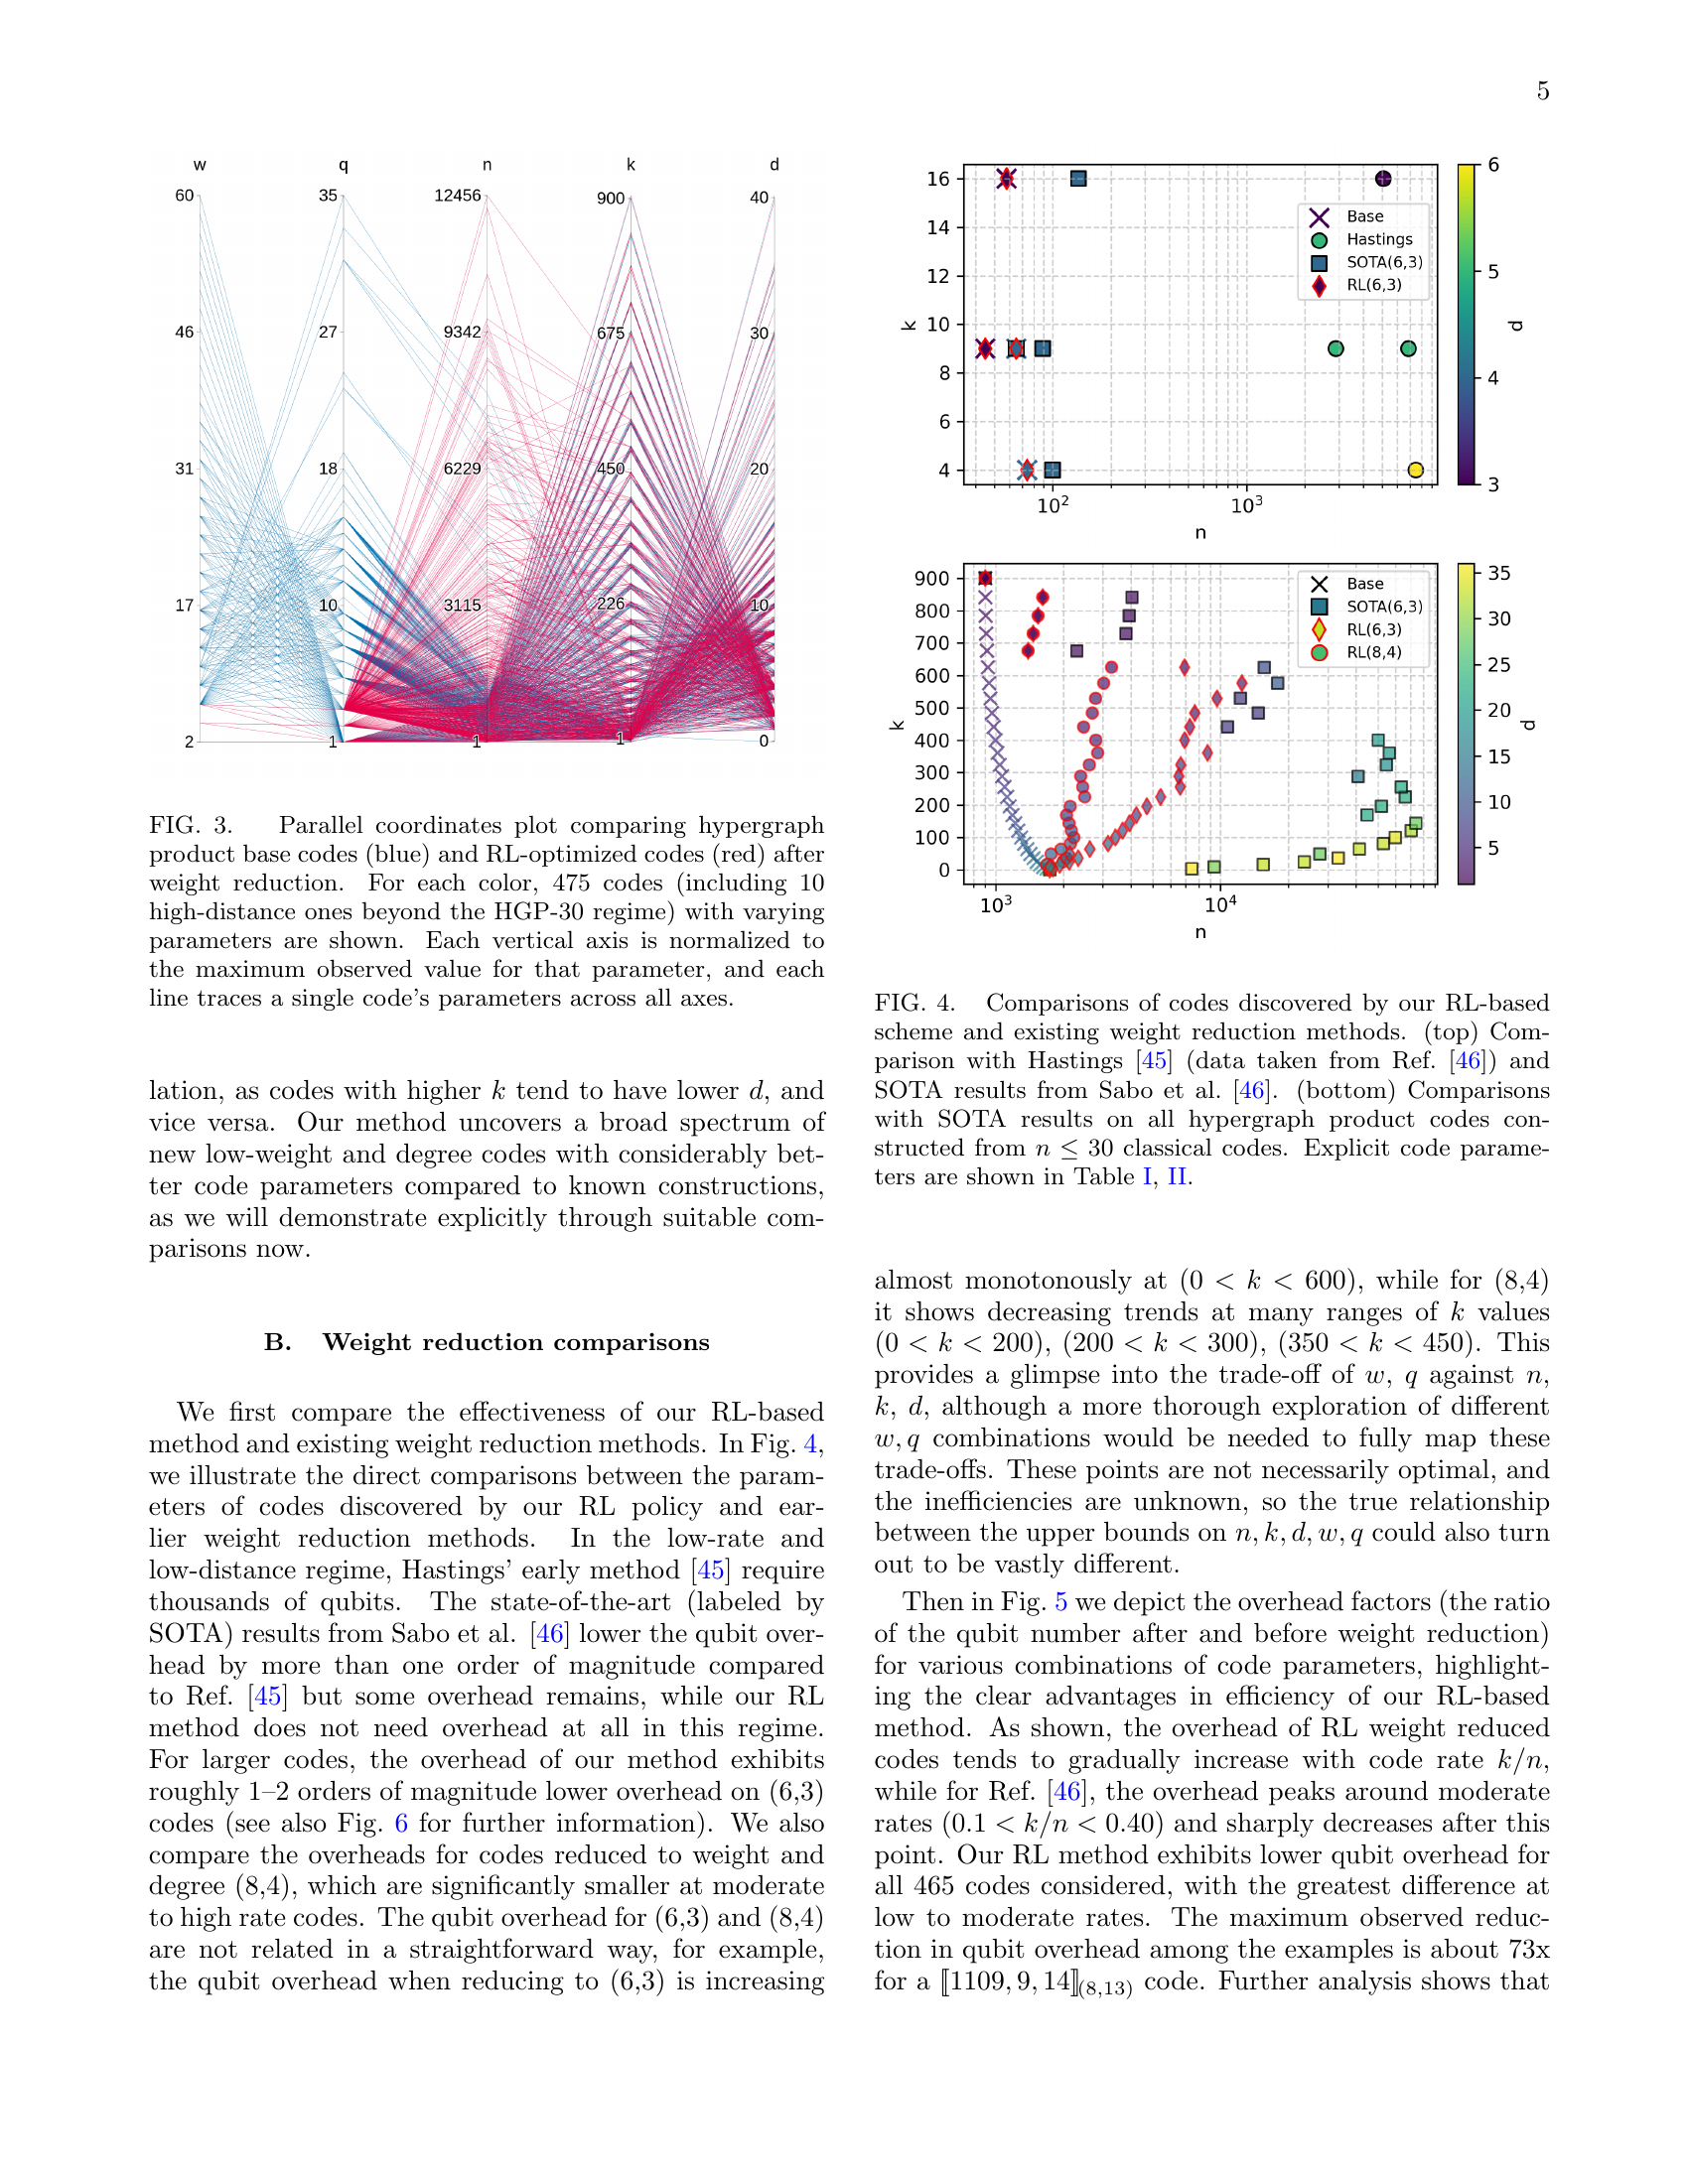 5
w q n k d
60 35 12456 900 40
46 27 9342 675 30
31 18 6229 450 20
17 10 3115 226 10
2 1 1 1 0
FIG. 3. Parallel coordinates plot comparing hypergraph
product base codes (blue) and RL-optimized codes (red) after
weight reduction. For each color, 475 codes (including 10
high-distance ones beyond the HGP-30 regime) with varying
parameters are shown. Each vertical axis is normalized to
the maximum observed value for that parameter, and each
line traces a single code's parameters across all axes.
lation, as codes with higher k tend to have lower d, and
vice versa. Our method uncovers a broad spectrum of
new low-weight and degree codes with considerably bet-
ter code parameters compared to known constructions,
as we will demonstrate explicitly through suitable com-
parisons now.
B. Weight reduction comparisons
We first compare the effectiveness of our RL-based
method and existing weight reduction methods. In Fig. 4,
we illustrate the direct comparisons between the param-
eters of codes discovered by our RL policy and ear-
lier weight reduction methods. In the low-rate and
low-distance regime, Hastings' early method [45] require
thousands of qubits. The state-of-the-art (labeled by
SOTA) results from Sabo et al. [46] lower the qubit over-
head by more than one order of magnitude compared
to Ref. [45] but some overhead remains, while our RL
method does not need overhead at all in this regime.
For larger codes, the overhead of our method exhibits
roughly 1–2 orders of magnitude lower overhead on (6,3)
codes (see also Fig. 6 for further information). We also
compare the overheads for codes reduced to weight and
degree (8,4), which are significantly smaller at moderate
to high rate codes. The qubit overhead for (6,3) and (8,4)
are not related in a straightforward way, for example,
the qubit overhead when reducing to (6,3) is increasing
16
14
12
10
8
6
4
k
10²
10³
n
Base
Hastings
SOTA(6,3)
RL(6,3)
6
5
4
3
d
900
800
700
600
500
400
300
200
100
0
k
10³
10⁴
n
Base
SOTA(6,3)
RL(6,3)
RL(8,4)
35
30
25
20
15
10
5
d
FIG. 4. Comparisons of codes discovered by our RL-based
scheme and existing weight reduction methods. (top) Com-
parison with Hastings [45] (data taken from Ref. [46]) and
SOTA results from Sabo et al. [46]. (bottom) Comparisons
with SOTA results on all hypergraph product codes con-
structed from n ≤ 30 classical codes. Explicit code parame-
ters are shown in Table I, II.
almost monotonously at (0 < k < 600), while for (8,4)
it shows decreasing trends at many ranges of k values
(0 < k < 200), (200 < k < 300), (350 < k < 450). This
provides a glimpse into the trade-off of w, q against n,
k, d, although a more thorough exploration of different
w, q combinations would be needed to fully map these
trade-offs. These points are not necessarily optimal, and
the inefficiencies are unknown, so the true relationship
between the upper bounds on n, k, d, w, q could also turn
out to be vastly different.
Then in Fig. 5 we depict the overhead factors (the ratio
of the qubit number after and before weight reduction)
for various combinations of code parameters, highlight-
ing the clear advantages in efficiency of our RL-based
method. As shown, the overhead of RL weight reduced
codes tends to gradually increase with code rate k/n,
while for Ref. [46], the overhead peaks around moderate
rates (0.1 < k/n < 0.40) and sharply decreases after this
point. Our RL method exhibits lower qubit overhead for
all 465 codes considered, with the greatest difference at
low to moderate rates. The maximum observed reduc-
tion in qubit overhead among the examples is about 73x
for a ⟦1109, 9, 14⟧₍₈,₁₃₎ code. Further analysis shows that